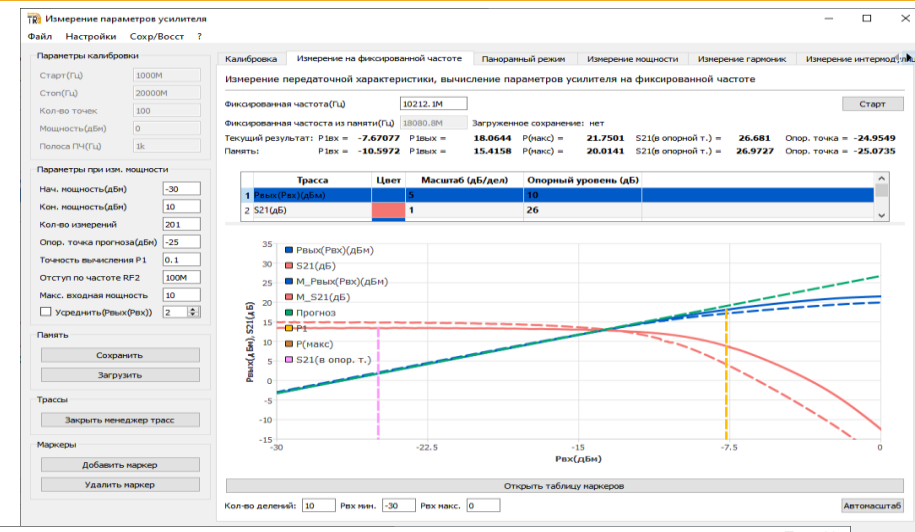 Измерение параметров усилителя
Файл Настройки Сохр/Восст ?
Параметры калибровки
Старт(Гц) 1000M
Стоп(Гц) 20000M
Кол-во точек 100
Мощность(дБм) 0
Полоса ПЧ(Гц) 1k
Параметры при изм. мощности
Нач. мощность(дБм) -30
Кон. мощность(дБм) 10
Кол-во измерений 201
Опор. точка прогноза(дБм) -25
Точность вычисления P1 0.1
Отступ по частоте RF2 100M
Макс. входная мощность 10
Усреднить(Рвых(Рвх)) 2
Память
Сохранить
Загрузить
Трассы
Закрыть менеджер трасс
Маркеры
Добавить маркер
Удалить маркер
Калибровка Измерение на фиксированной частоте Панорамный режим Измерение мощности Измерение гармоник Измерение интермод
Измерение передаточной характеристики, вычисление параметров усилителя на фиксированной частоте
Фиксированная частота(Гц) 10212.1M Старт
Фиксированная частоста из памяти(Гц) 18080.8M Загруженное сохранение: нет
Текущий результат: P1вх = -7.67077 P1вых = 18.0644 P(макс) = 21.7501 S21(в опорной т.) = 26.681 Опор. точка = -24.9549
Память: P1вх = -10.5972 P1вых = 15.4158 P(макс) = 20.0141 S21(в опорной т.) = 26.9727 Опор. точка = -25.0735
Трасса Цвет Масштаб (дБ/дел) Опорный уровень (дБ)
1 Рвых(Рвх)(дБм) 5 10
2 S21(дБ) 1 26
Рвых(дБм), S21(дБ)
35
30
25
20
15
10
5
0
-5
-10
-15
Рвых(Рвх)(дБм)
S21(дБ)
М_Рвых(Рвх)(дБм)
М_S21(дБ)
Прогноз
P1
P(макс)
S21(в опор. т.)
-30 -22.5 -15 -7.5 0
Рвх(дБм)
Открыть таблицу маркеров
Кол-во делений: 10 Рвх мин. -30 Рвх макс. 0 Автомасштаб